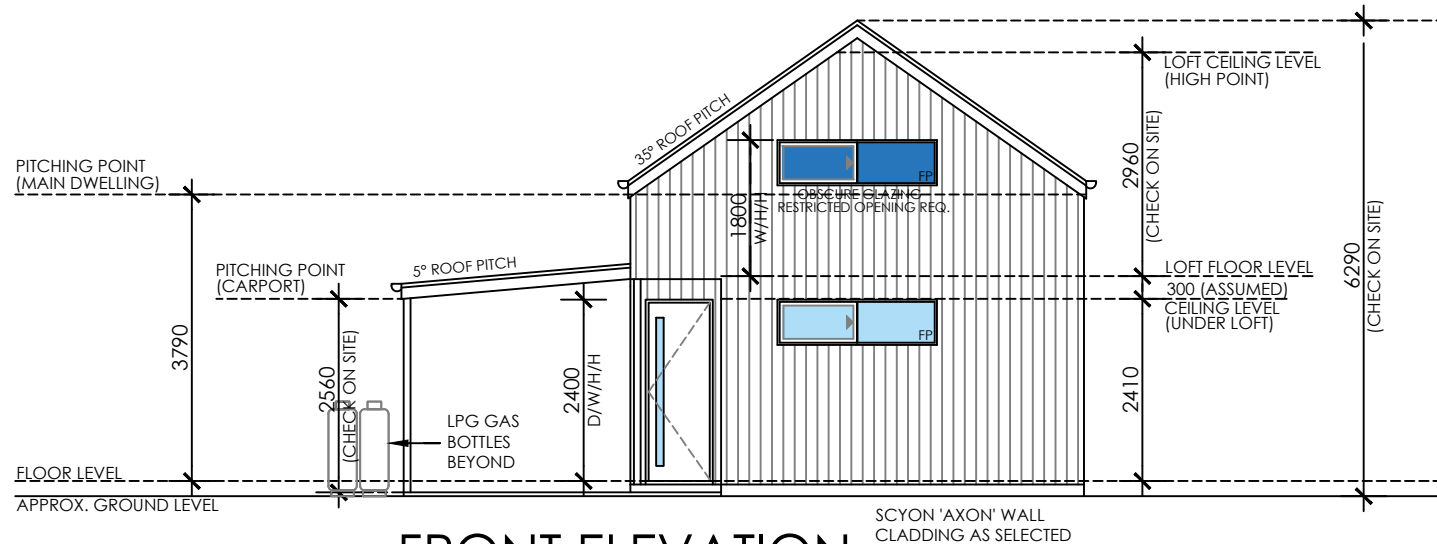 LOFT CEILING LEVEL
(HIGH POINT)
35° ROOF PITCH
2960
(CHECK ON SITE)
6290
(CHECK ON SITE)
PITCHING POINT
(MAIN DWELLING)
FP
OBSCURE GLAZING
RESTRICTED OPENING REQ.
1800
W/H/H
5° ROOF PITCH
PITCHING POINT
(CARPORT)
LOFT FLOOR LEVEL
300 (ASSUMED)
CEILING LEVEL
(UNDER LOFT)
FP
3790
2560
(CHECK ON SITE)
2400
D/W/H/H
2410
LPG GAS
BOTTLES
BEYOND
FLOOR LEVEL
APPROX. GROUND LEVEL
SCYON 'AXON' WALL
CLADDING AS SELECTED
FRONT ELEVATION